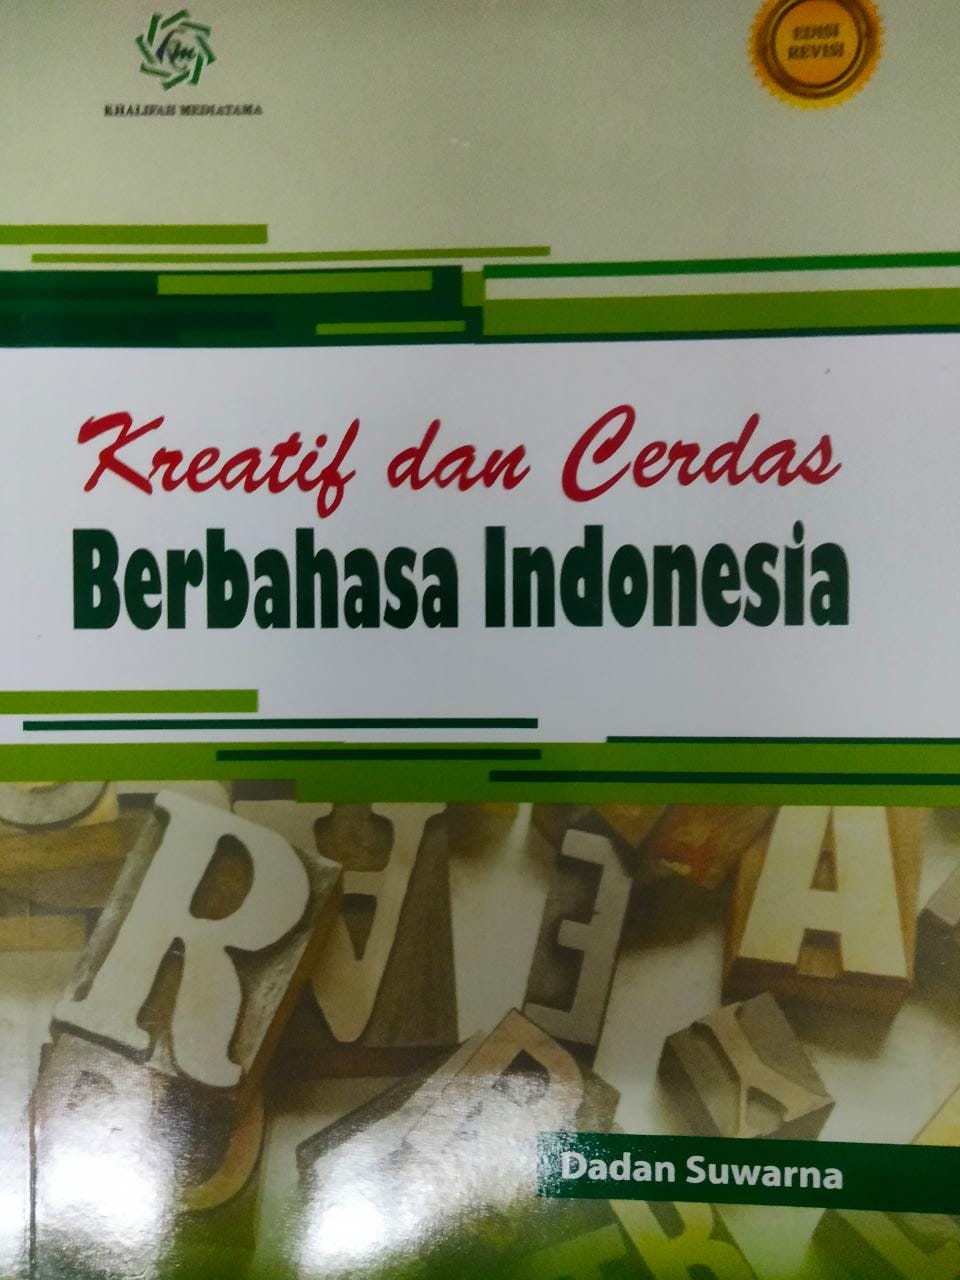 KHALIFAH MEDIATAMA
EDISI
REVISI
Kreatif dan Cerdas
Berbahasa Indonesia
R
E
A
Dadan Suwarna